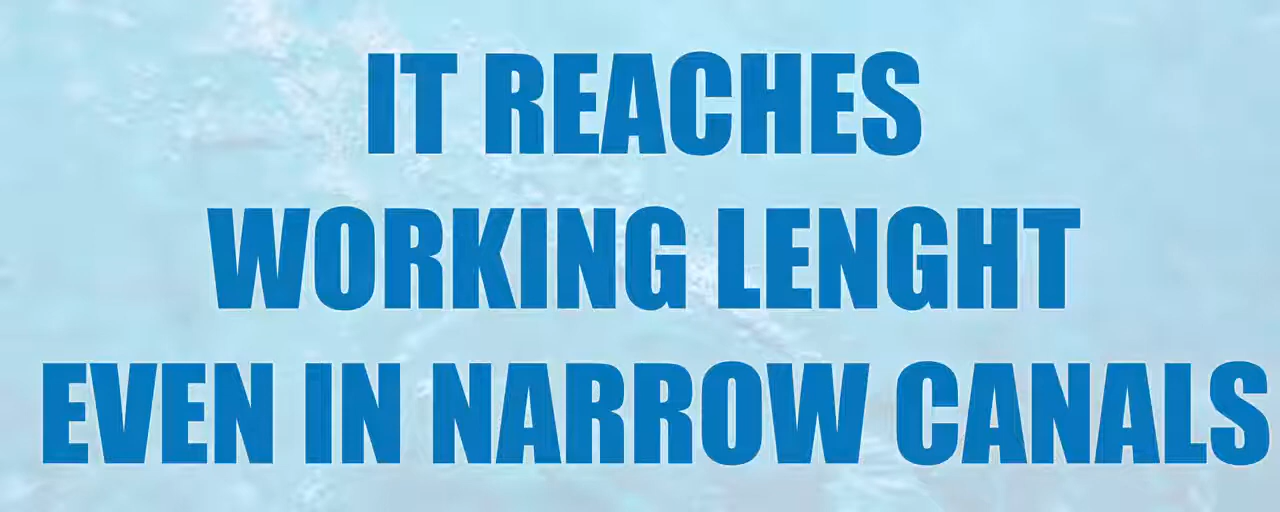 IT REACHES
WORKING LENGHT
EVEN IN NARROW CANALS